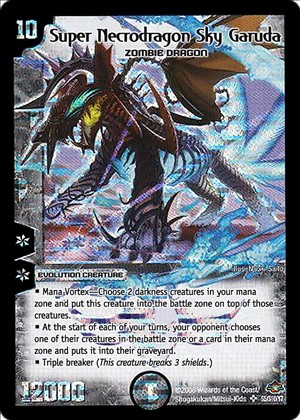 10
Super Necrodragon Sky Garuda
ZOMBIE DRAGON
Illus. Naoki Saito
EVOLUTION CREATURE
■ Mana Vortex—Choose 2 darkness creatures in your mana
zone and put this creature into the battle zone on top of those
creatures.
■ At the start of each of your turns, your opponent chooses
one of their creatures in the battle zone or a card in their mana
zone and puts it into their graveyard.
■ Triple breaker (This creature breaks 3 shields.)
12000
1
Wizards of the Coast/
Shogakukan/Mitsui-Kids